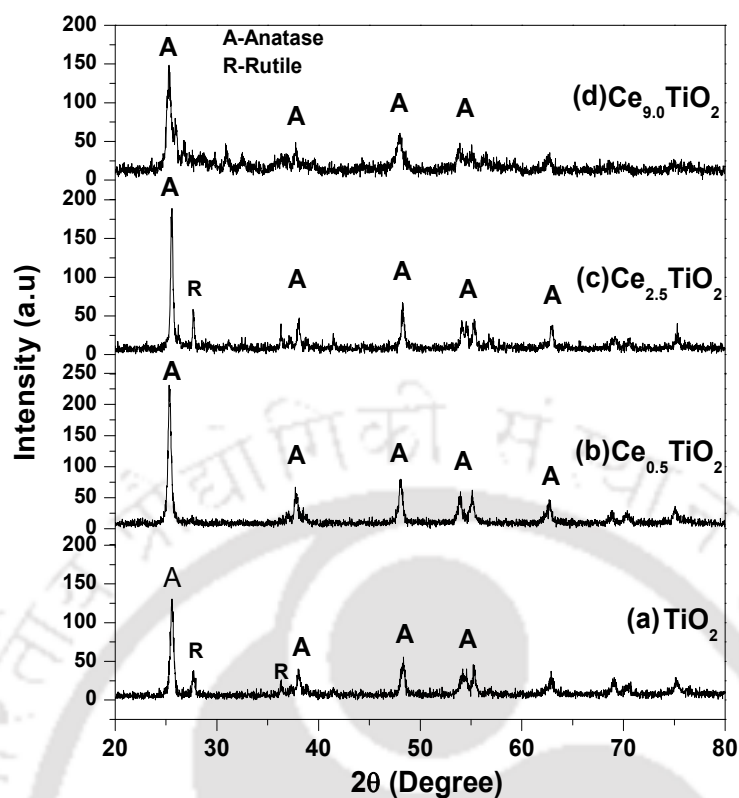 A-Anatase
R-Rutile
200
150
100
50
0
A
A
A
A
(d)Ce9.0TiO2
200
150
100
50
0
A
R
A
A
A
A
(c)Ce2.5TiO2
250
200
150
100
50
0
A
A
A
A
A
(b)Ce0.5TiO2
200
150
100
50
0
A
R
R
A
A
A
(a)TiO2
20 30 40 50 60 70 80
2θ (Degree)
Intensity (a.u)